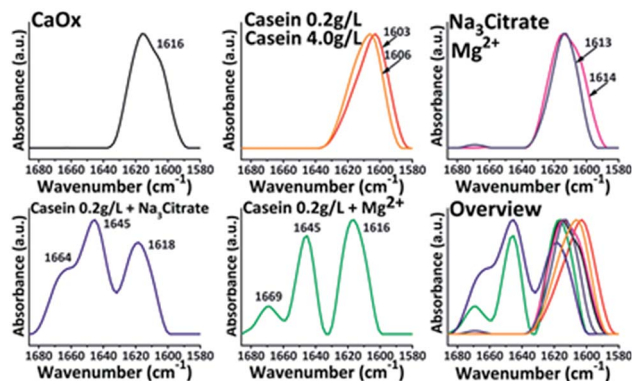 CaOx
1616
Absorbance (a.u.)
1680 1660 1640 1620 1600 1580
Wavenumber (cm⁻¹)
Casein 0.2g/L
Casein 4.0g/L
1603
1606
Absorbance (a.u.)
1680 1660 1640 1620 1600 1580
Wavenumber (cm⁻¹)
Na₃Citrate
Mg²⁺
1613
1614
Absorbance (a.u.)
1680 1660 1640 1620 1600 1580
Wavenumber (cm⁻¹)
Casein 0.2g/L + Na₃Citrate
1645
1664
1618
Absorbance (a.u.)
1680 1660 1640 1620 1600 1580
Wavenumber (cm⁻¹)
Casein 0.2g/L + Mg²⁺
1645
1616
1669
Absorbance (a.u.)
1680 1660 1640 1620 1600 1580
Wavenumber (cm⁻¹)
Overview
Absorbance (a.u.)
1680 1660 1640 1620 1600 1580
Wavenumber (cm⁻¹)